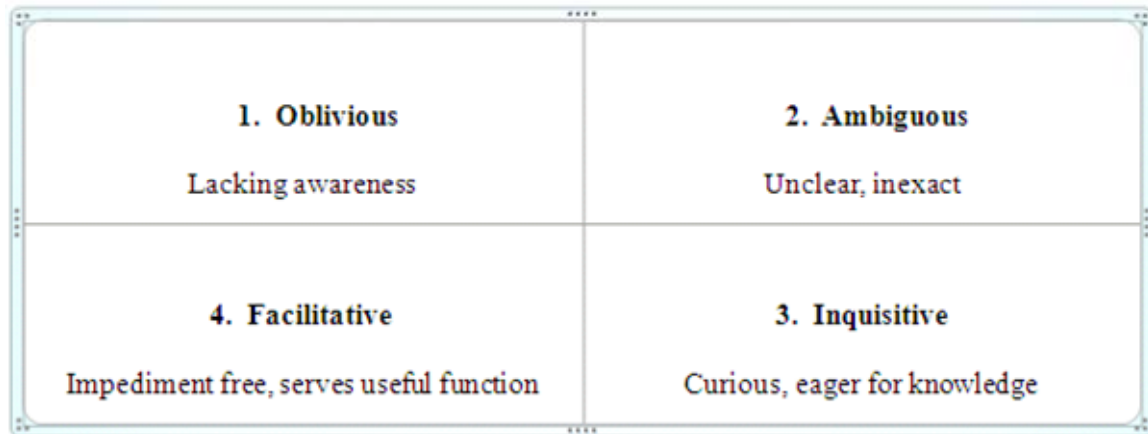 1. Oblivious
Lacking awareness
2. Ambiguous
Unclear, inexact
4. Facilitative
Impediment free, serves useful function
3. Inquisitive
Curious, eager for knowledge